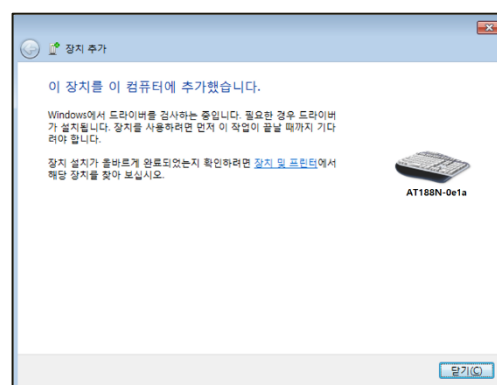 장치 추가
이 장치를 이 컴퓨터에 추가했습니다.
Windows에서 드라이버를 검사하는 중입니다. 필요한 경우 드라이버
가 설치됩니다. 장치를 사용하려면 먼저 이 작업이 끝날 때까지 기다
려야 합니다.
장치 설치가 올바르게 완료되었는지 확인하려면 장치 및 프린터에서
해당 장치를 찾아 보십시오.
AT188N-0e1a
닫기(C)